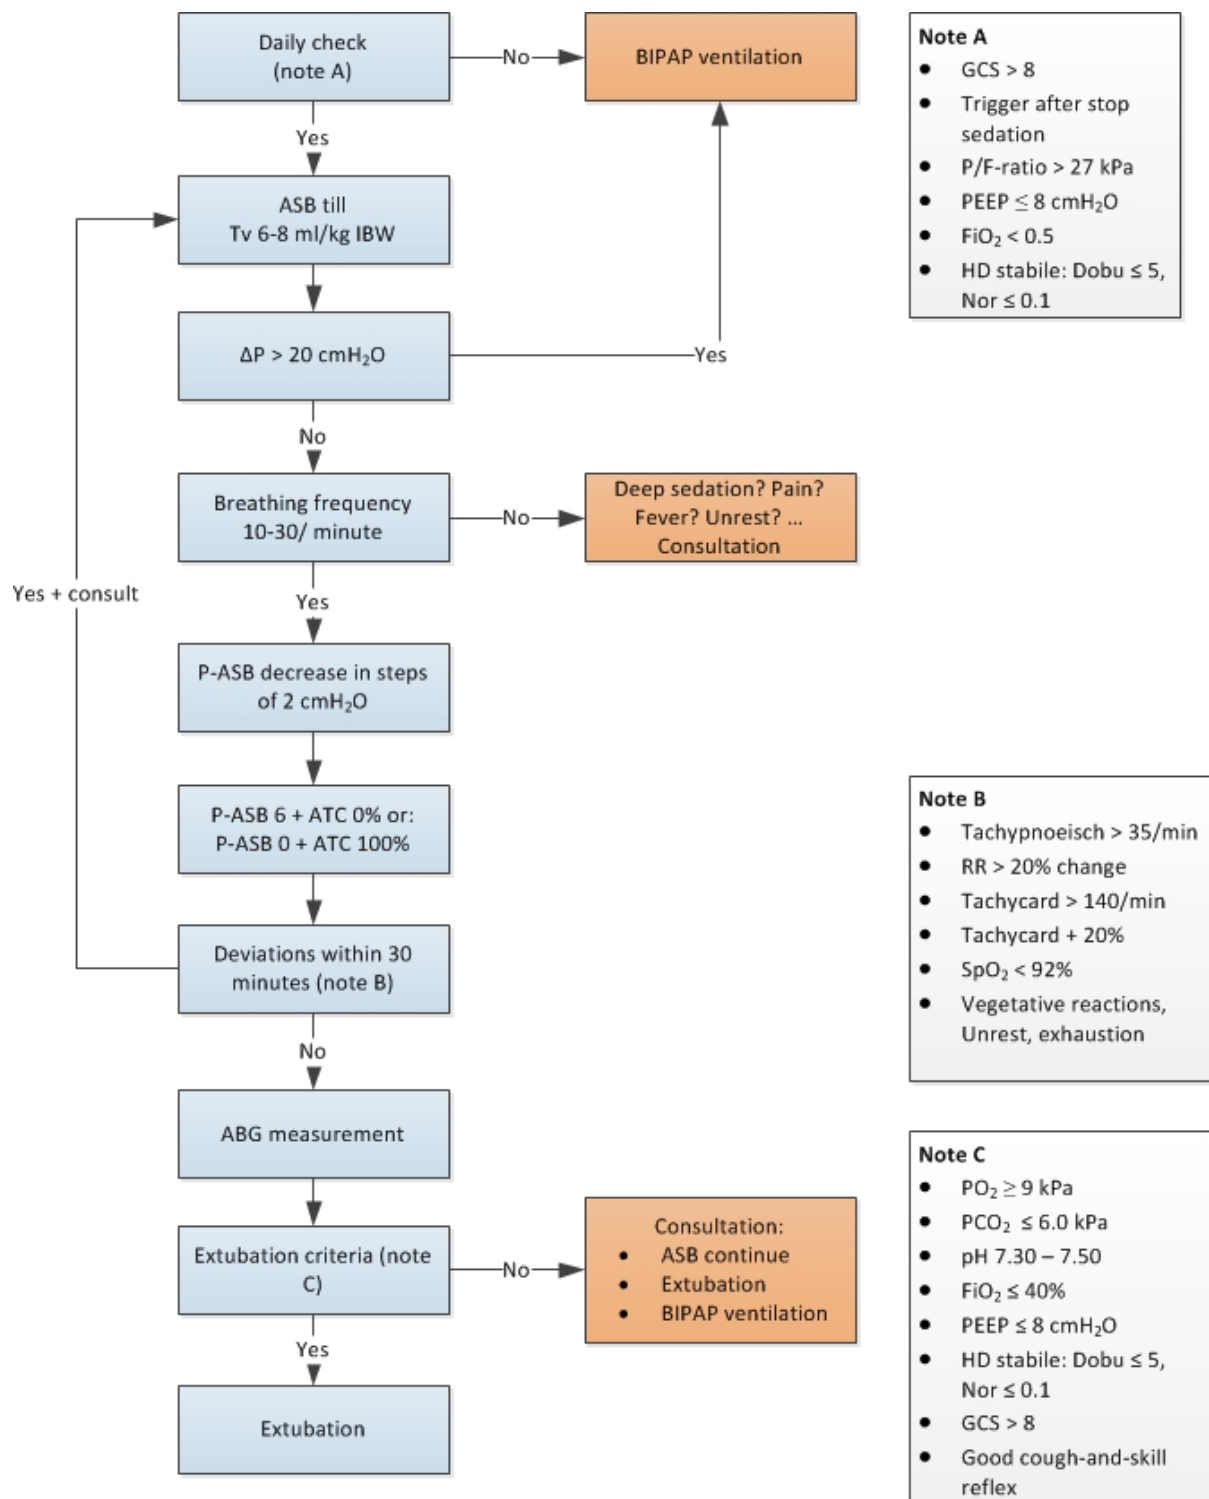 Daily check
(note A)
No
BIPAP ventilation
Yes
ASB till
Tv 6-8 ml/kg IBW
ΔP > 20 cmH₂O
Yes
No
Breathing frequency
10-30/ minute
No
Deep sedation? Pain?
Fever? Unrest? ...
Consultation
Yes + consult
Yes
P-ASB decrease in steps
of 2 cmH₂O
P-ASB 6 + ATC 0% or:
P-ASB 0 + ATC 100%
Deviations within 30
minutes (note B)
No
ABG measurement
Extubation criteria (note
C)
No
Consultation:
• ASB continue
• Extubation
• BIPAP ventilation
Yes
Extubation
Note A
• GCS > 8
• Trigger after stop
sedation
• P/F-ratio > 27 kPa
• PEEP ≤ 8 cmH₂O
• FiO₂ < 0.5
• HD stabile: Dobu ≤ 5,
Nor ≤ 0.1
Note B
• Tachypnoeisch > 35/min
• RR > 20% change
• Tachycard > 140/min
• Tachycard + 20%
• SpO₂ < 92%
• Vegetative reactions,
Unrest, exhaustion
Note C
• PO₂ ≥ 9 kPa
• PCO₂ ≤ 6.0 kPa
• pH 7.30 – 7.50
• FiO₂ ≤ 40%
• PEEP ≤ 8 cmH₂O
• HD stabile: Dobu ≤ 5,
Nor ≤ 0.1
• GCS > 8
• Good cough-and-skill
reflex